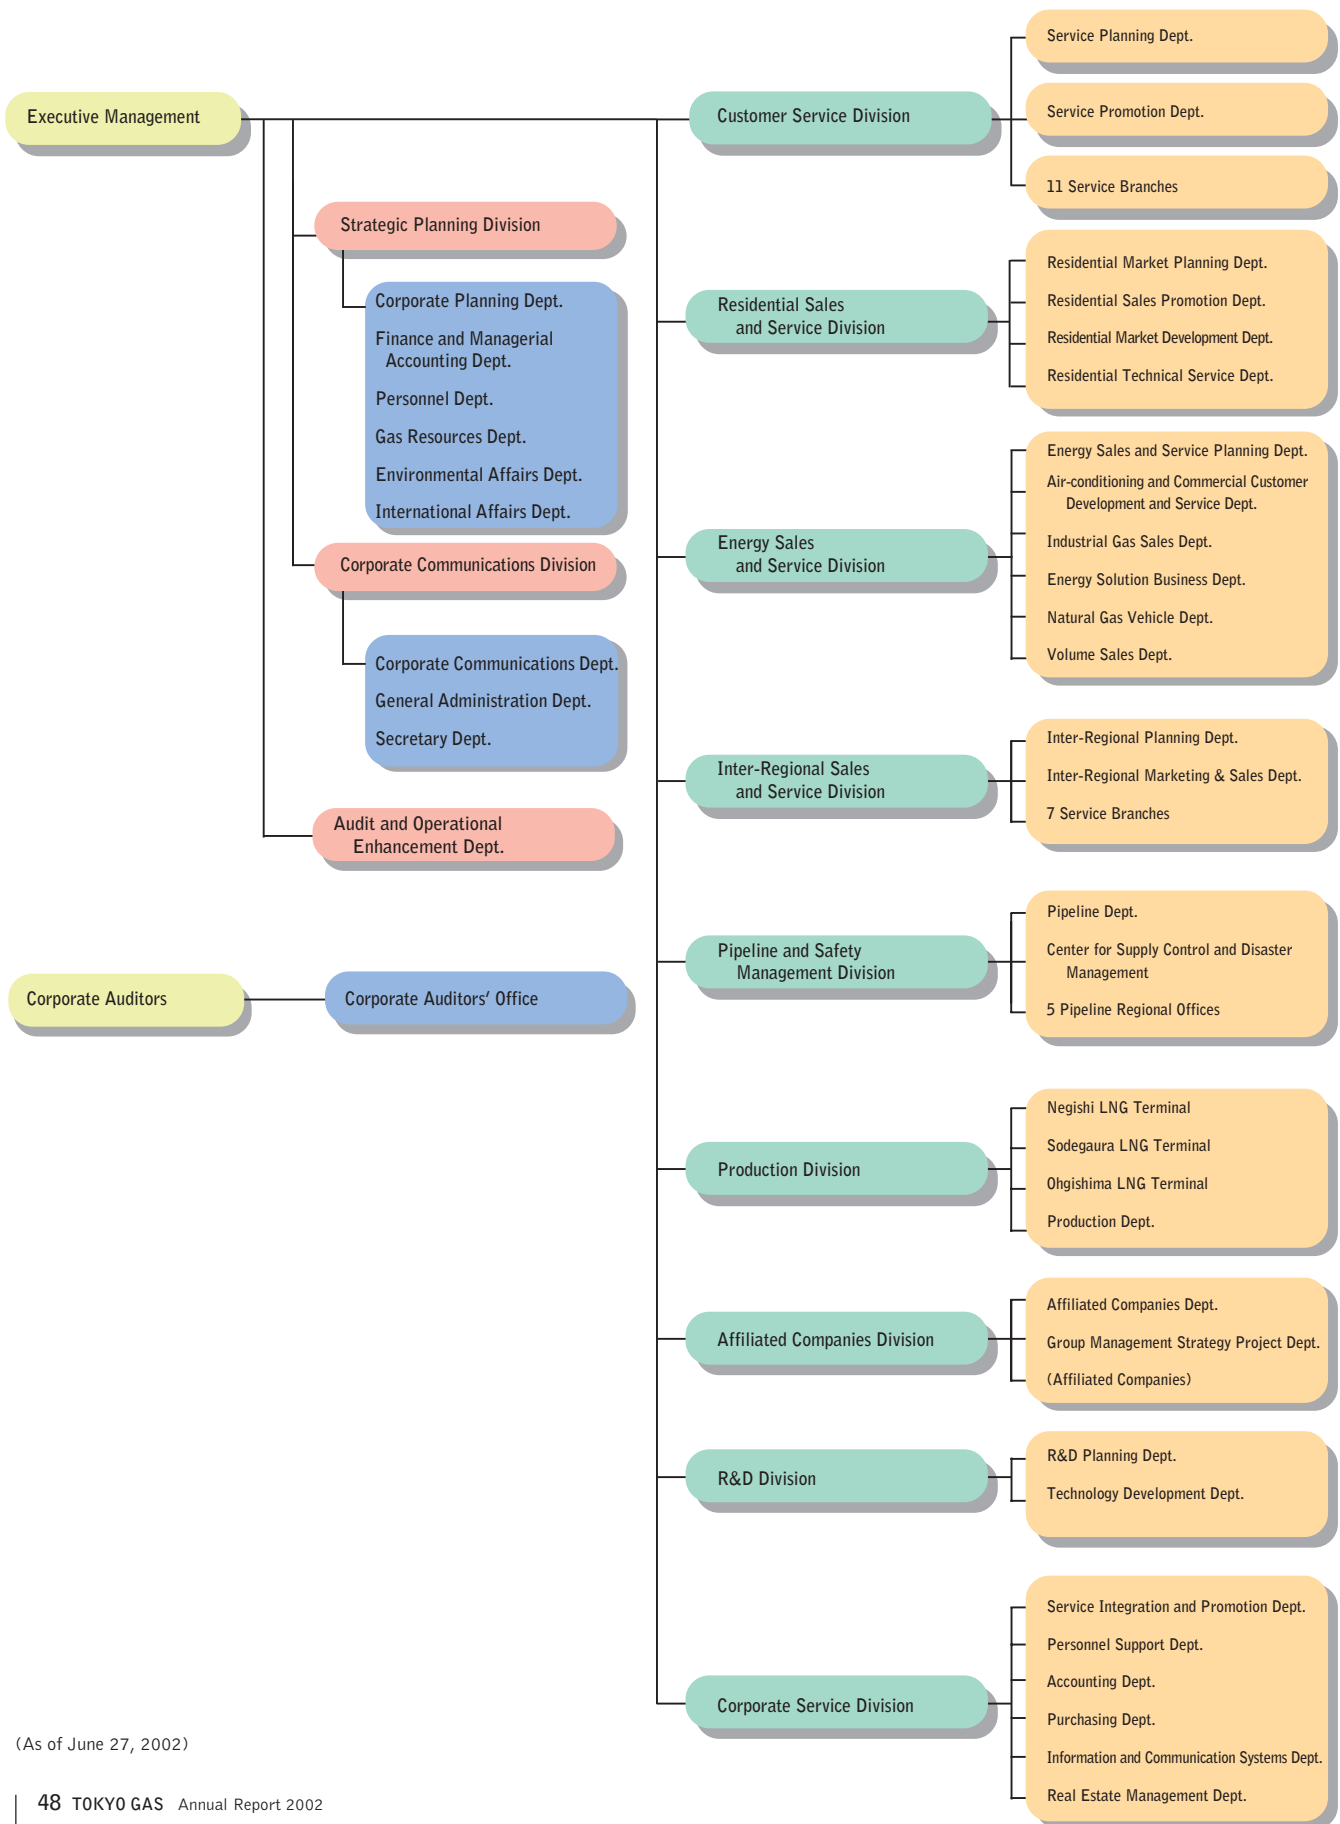 Executive Management
Strategic Planning Division
Corporate Planning Dept.
Finance and Managerial
Accounting Dept.
Personnel Dept.
Gas Resources Dept.
Environmental Affairs Dept.
International Affairs Dept.
Corporate Communications Division
Corporate Communications Dept.
General Administration Dept.
Secretary Dept.
Audit and Operational
Enhancement Dept.
Corporate Auditors
Corporate Auditors' Office
Customer Service Division
Service Planning Dept.
Service Promotion Dept.
11 Service Branches
Residential Sales
and Service Division
Residential Market Planning Dept.
Residential Sales Promotion Dept.
Residential Market Development Dept.
Residential Technical Service Dept.
Energy Sales
and Service Division
Energy Sales and Service Planning Dept.
Air-conditioning and Commercial Customer
Development and Service Dept.
Industrial Gas Sales Dept.
Energy Solution Business Dept.
Natural Gas Vehicle Dept.
Volume Sales Dept.
Inter-Regional Sales
and Service Division
Inter-Regional Planning Dept.
Inter-Regional Marketing & Sales Dept.
7 Service Branches
Pipeline and Safety
Management Division
Pipeline Dept.
Center for Supply Control and Disaster
Management
5 Pipeline Regional Offices
Production Division
Negishi LNG Terminal
Sodegaura LNG Terminal
Ohgishima LNG Terminal
Production Dept.
Affiliated Companies Division
Affiliated Companies Dept.
Group Management Strategy Project Dept.
(Affiliated Companies)
R&D Division
R&D Planning Dept.
Technology Development Dept.
Corporate Service Division
Service Integration and Promotion Dept.
Personnel Support Dept.
Accounting Dept.
Purchasing Dept.
Information and Communication Systems Dept.
Real Estate Management Dept.
(As of June 27, 2002)
48 TOKYO GAS Annual Report 2002